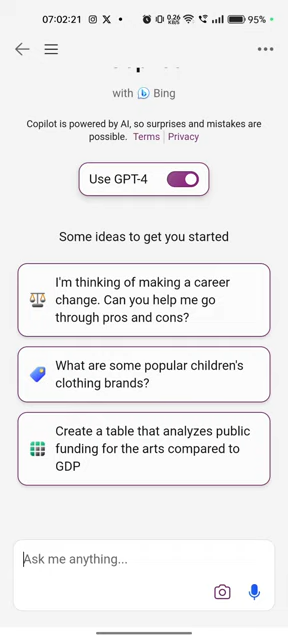 07:02:21
0.26
KB/S
95%
with Bing
Copilot is powered by AI, so surprises and mistakes are
possible. Terms Privacy
Use GPT-4
Some ideas to get you started
I'm thinking of making a career
change. Can you help me go
through pros and cons?
What are some popular children's
clothing brands?
Create a table that analyzes public
funding for the arts compared to
GDP
Ask me anything...